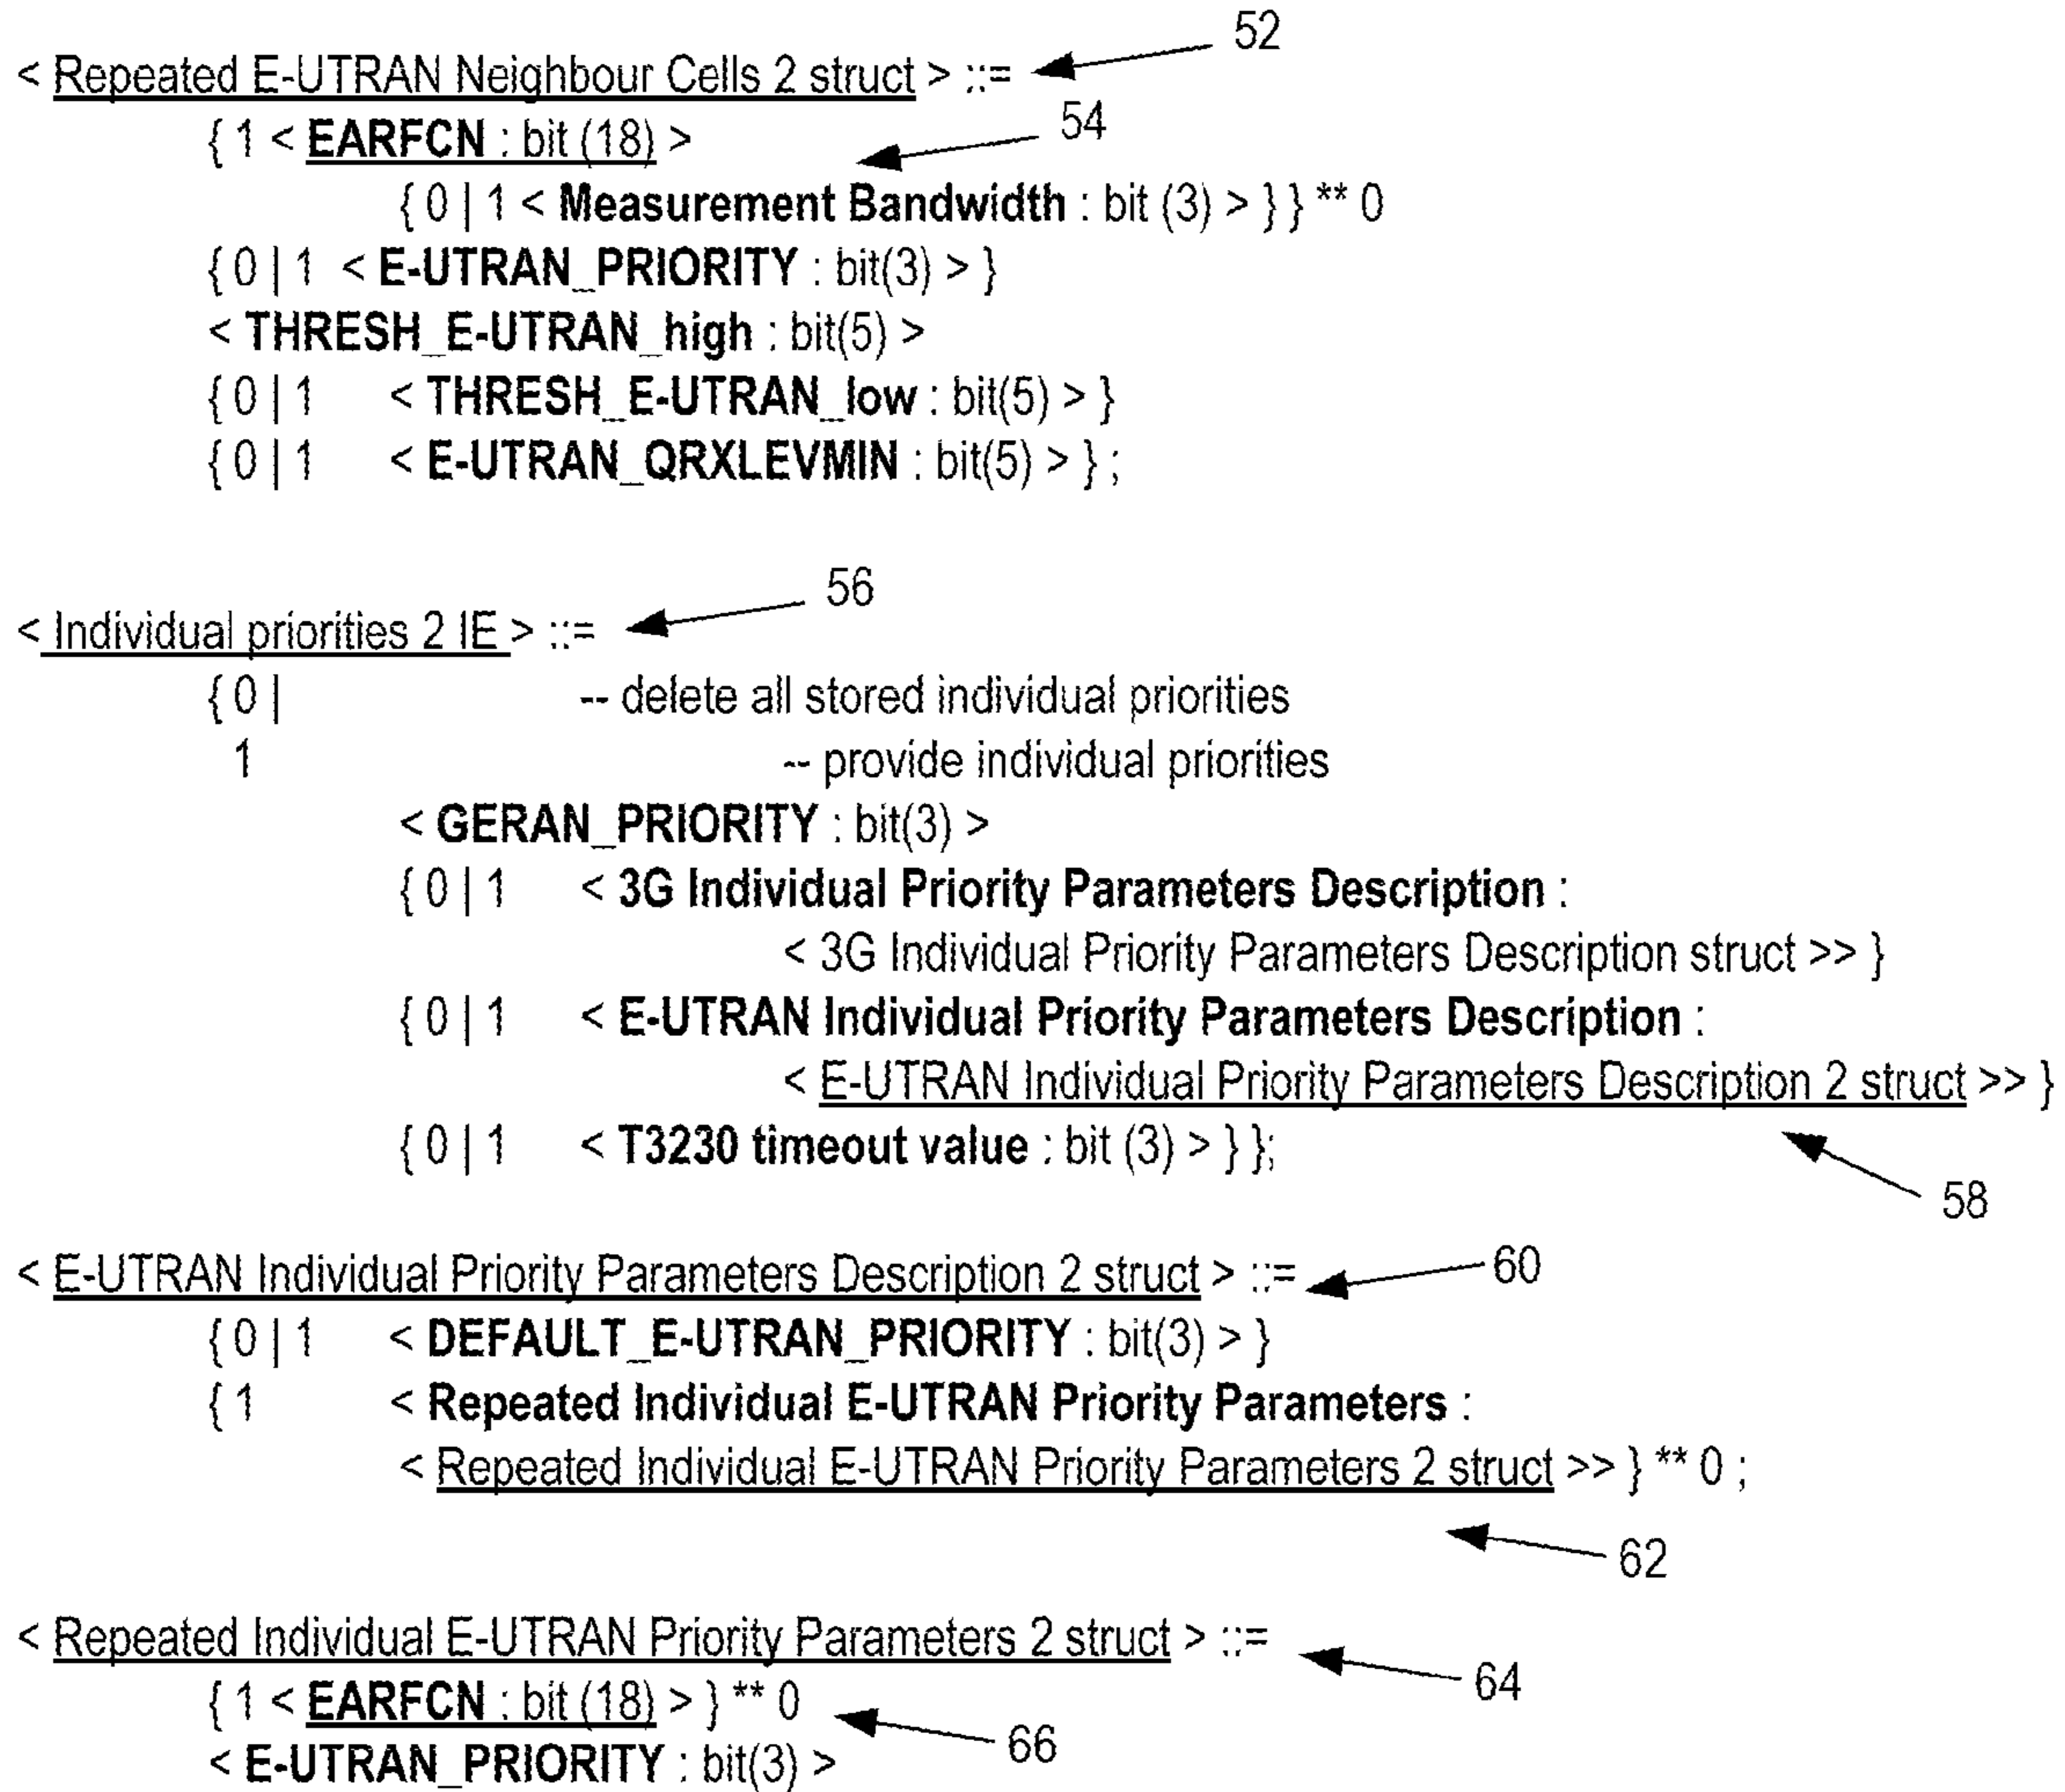 < Repeated E-UTRAN Neighbour Cells 2 struct > ::= 52
{ 1 < EARFCN : bit (18) > 54
{ 0 | 1 < Measurement Bandwidth : bit (3) > } } ** 0
{ 0 | 1 < E-UTRAN_PRIORITY : bit(3) > }
< THRESH_E-UTRAN_high : bit(5) >
{ 0 | 1 < THRESH_E-UTRAN_low : bit(5) > }
{ 0 | 1 < E-UTRAN_QRXLEVMIN : bit(5) > } ;
< Individual priorities 2 IE > ::= 56
{ 0 | -- delete all stored individual priorities
1 -- provide individual priorities
< GERAN_PRIORITY : bit(3) >
{ 0 | 1 < 3G Individual Priority Parameters Description :
< 3G Individual Priority Parameters Description struct >> }
{ 0 | 1 < E-UTRAN Individual Priority Parameters Description :
< E-UTRAN Individual Priority Parameters Description 2 struct >> }
{ 0 | 1 < T3230 timeout value : bit (3) > } };
58
< E-UTRAN Individual Priority Parameters Description 2 struct > ::= 60
{ 0 | 1 < DEFAULT_E-UTRAN_PRIORITY : bit(3) > }
{ 1 < Repeated Individual E-UTRAN Priority Parameters :
< Repeated Individual E-UTRAN Priority Parameters 2 struct >> } ** 0 ;
62
< Repeated Individual E-UTRAN Priority Parameters 2 struct > ::= 64
{ 1 < EARFCN : bit (18) > } ** 0 66
< E-UTRAN_PRIORITY : bit(3) >